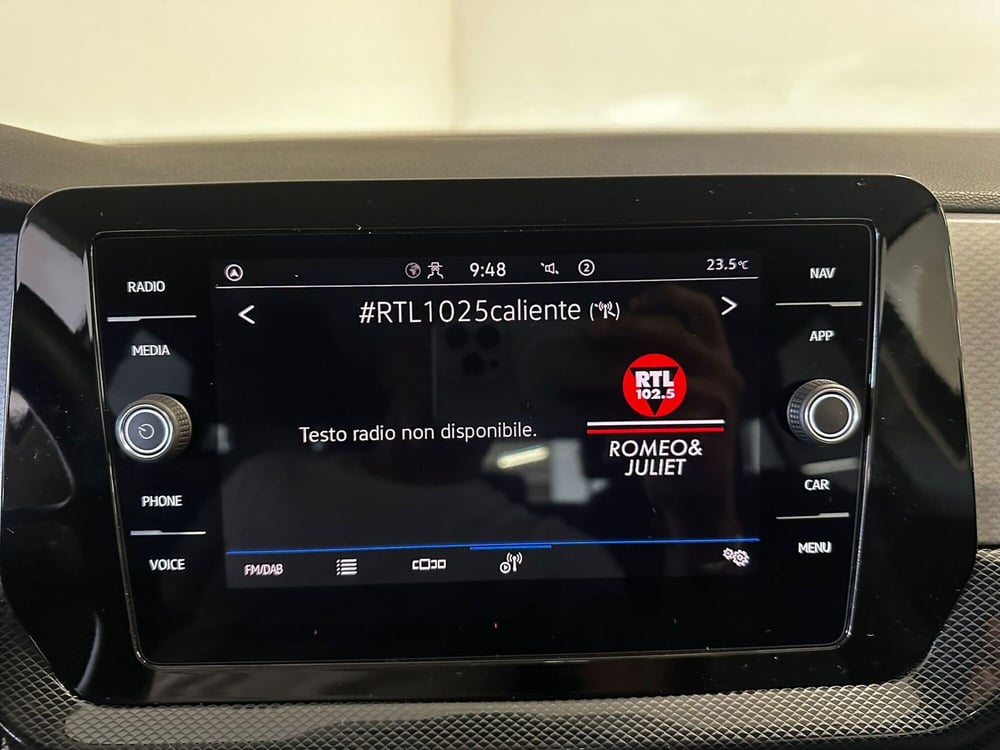 RADIO
MEDIA
PHONE
VOICE
9:48
2
23.5°C
< #RTL1025caliente >
Testo radio non disponibile.
RTL
102.5
ROMEO&
JULIET
FM/DAB
NAV
APP
CAR
MENU